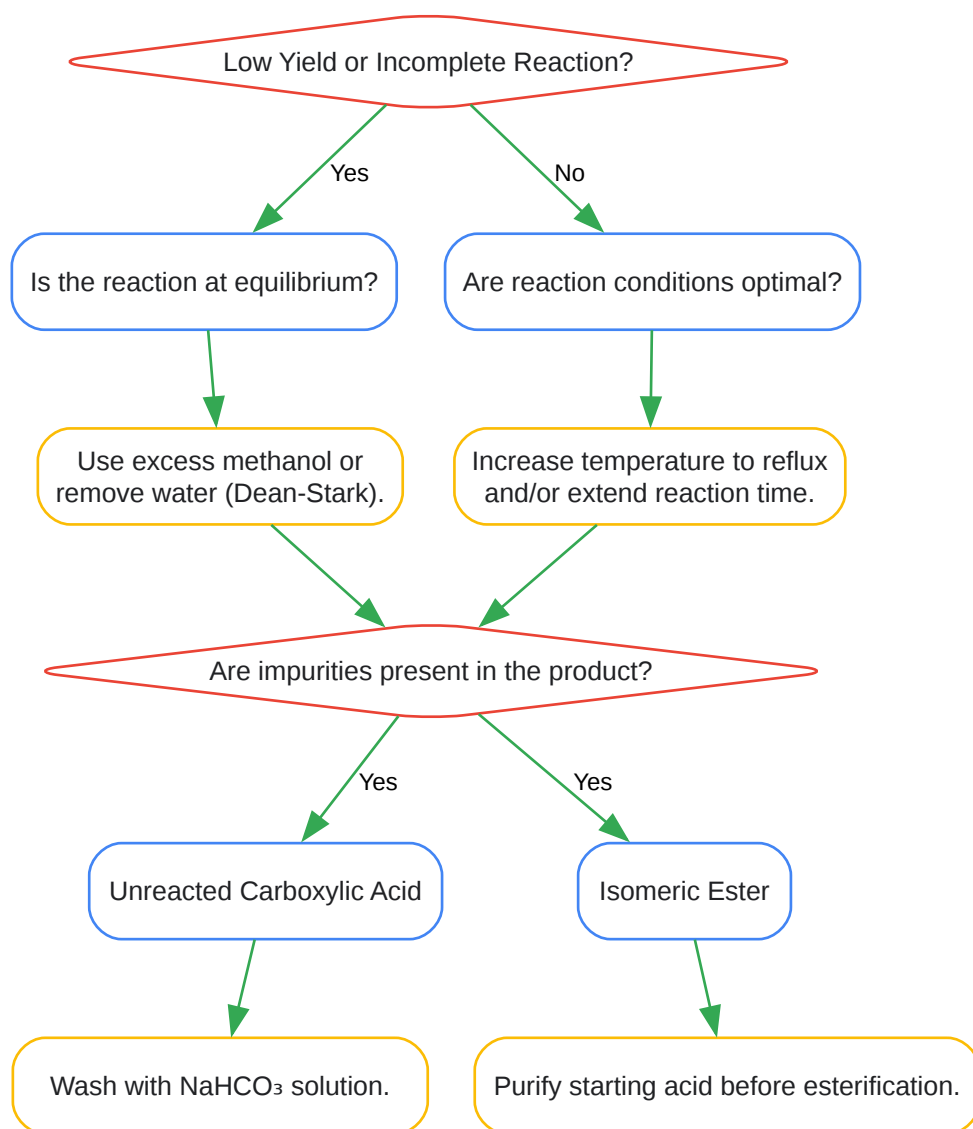 Low Yield or Incomplete Reaction?
Yes
No
Is the reaction at equilibrium?
Are reaction conditions optimal?
Use excess methanol or
remove water (Dean-Stark).
Increase temperature to reflux
and/or extend reaction time.
Are impurities present in the product?
Yes
Yes
Unreacted Carboxylic Acid
Isomeric Ester
Wash with NaHCO₃ solution.
Purify starting acid before esterification.